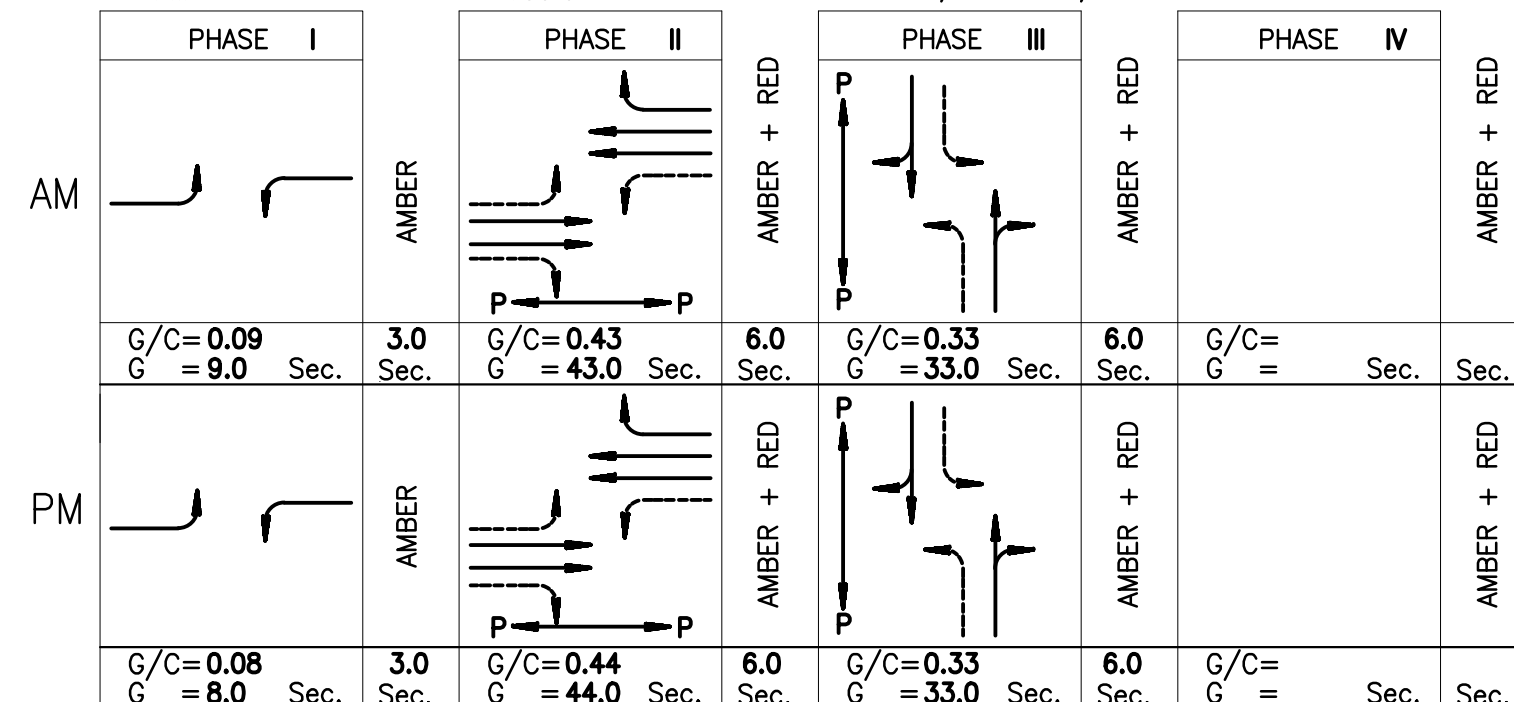 PHASE I
PHASE II
PHASE III
PHASE IV
AM
AMBER
P P
AMBER + RED
P
P
AMBER + RED
AMBER + RED
G/C= 0.09
G = 9.0 Sec.
3.0
Sec.
G/C= 0.43
G = 43.0 Sec.
6.0
Sec.
G/C= 0.33
G = 33.0 Sec.
6.0
Sec.
G/C=
G = Sec.
Sec.
PM
AMBER
P P
AMBER + RED
P
P
AMBER + RED
AMBER + RED
G/C= 0.08
G = 8.0 Sec.
3.0
Sec.
G/C= 0.44
G = 44.0 Sec.
6.0
Sec.
G/C= 0.33
G = 33.0 Sec.
6.0
Sec.
G/C=
G = Sec.
Sec.